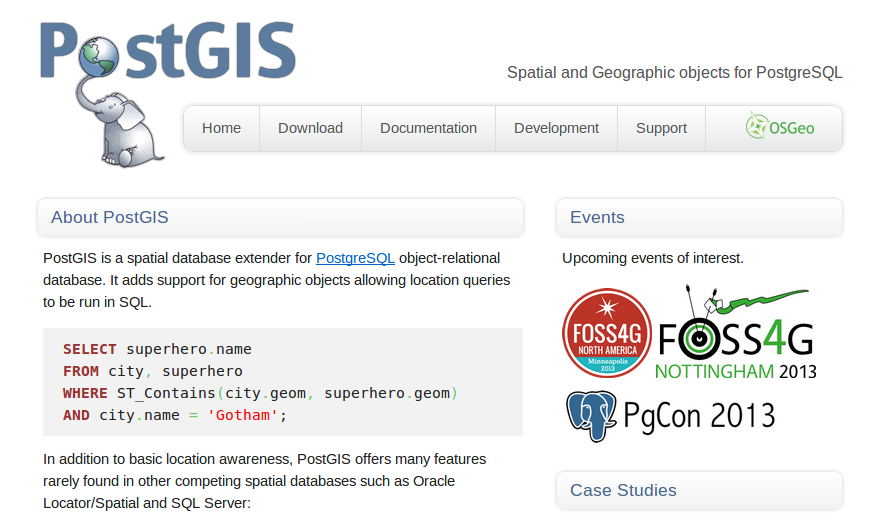 PostGIS
Spatial and Geographic objects for PostgreSQL
Home
Download
Documentation
Development
Support
OSGeo
About PostGIS
PostGIS is a spatial database extender for PostgreSQL object-relational
database. It adds support for geographic objects allowing location queries
to be run in SQL.
SELECT superhero.name
FROM city, superhero
WHERE ST_Contains(city.geom, superhero.geom)
AND city.name = 'Gotham';
In addition to basic location awareness, PostGIS offers many features
rarely found in other competing spatial databases such as Oracle
Locator/Spatial and SQL Server:
Events
Upcoming events of interest.
FOSS4G
NORTH AMERICA
Minneapolis
2013
FOSS4G
NOTTINGHAM 2013
PgCon 2013
Case Studies